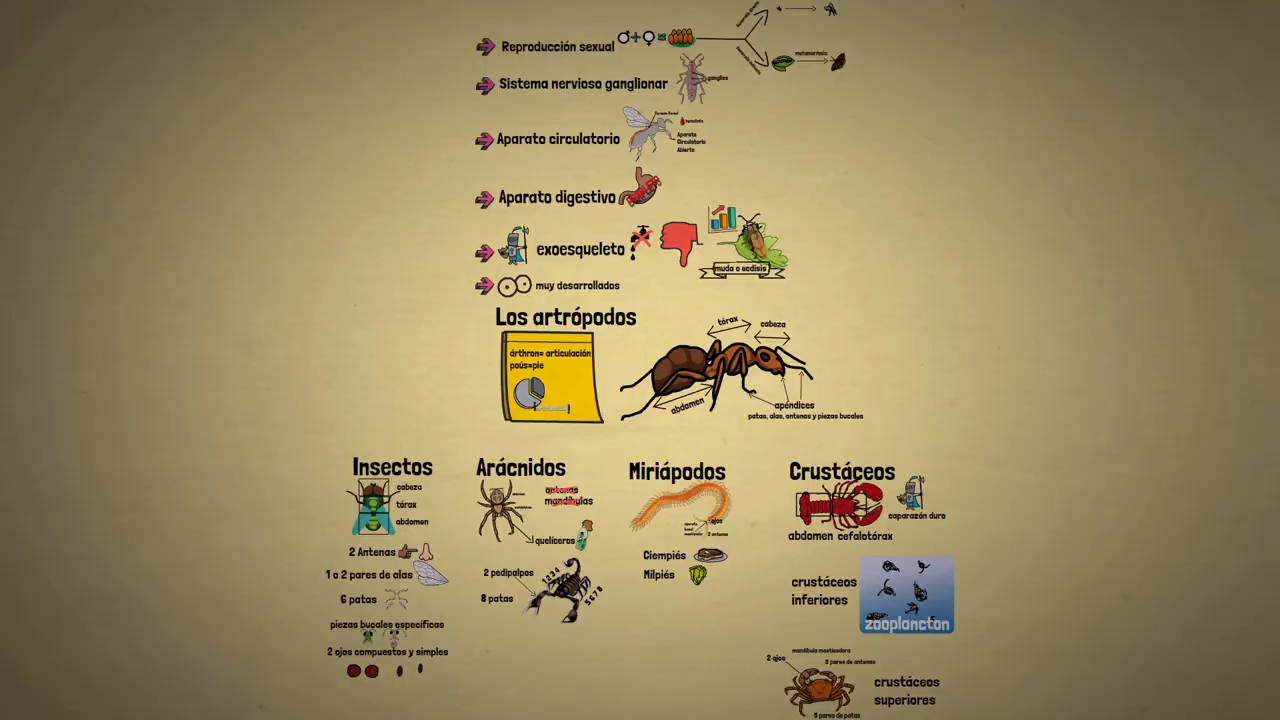 Reproducción sexual
metamorfosis
Sistema nervioso ganglionar
ganglios
Aparato circulatorio
hemolinfa
Aparato
Circulatorio
Abierto
Aparato digestivo
exoesqueleto
muda o ecdisis
muy desarrollados
Los artrópodos
árthron= articulación
poús=pie
tórax
cabeza
abdomen
apéndices
patas, alas, antenas y piezas bucales
Insectos
cabeza
tórax
abdomen
2 Antenas
1 o 2 pares de alas
6 patas
piezas bucales específicas
2 ojos compuestos y simples
Arácnidos
antenas
mandíbulas
quelíceros
2 pedipalpos
1 2 3 4
5 6 7 8
8 patas
Miriápodos
ojos
aparato
bucal
masticador
2 antenas
Ciempiés
Milpiés
Crustáceos
caparazón duro
abdomen cefalotórax
crustáceos
inferiores
zooplancton
mandíbula masticadora
2 ojos
2 pares de antenas
crustáceos
superiores
5 pares de patas